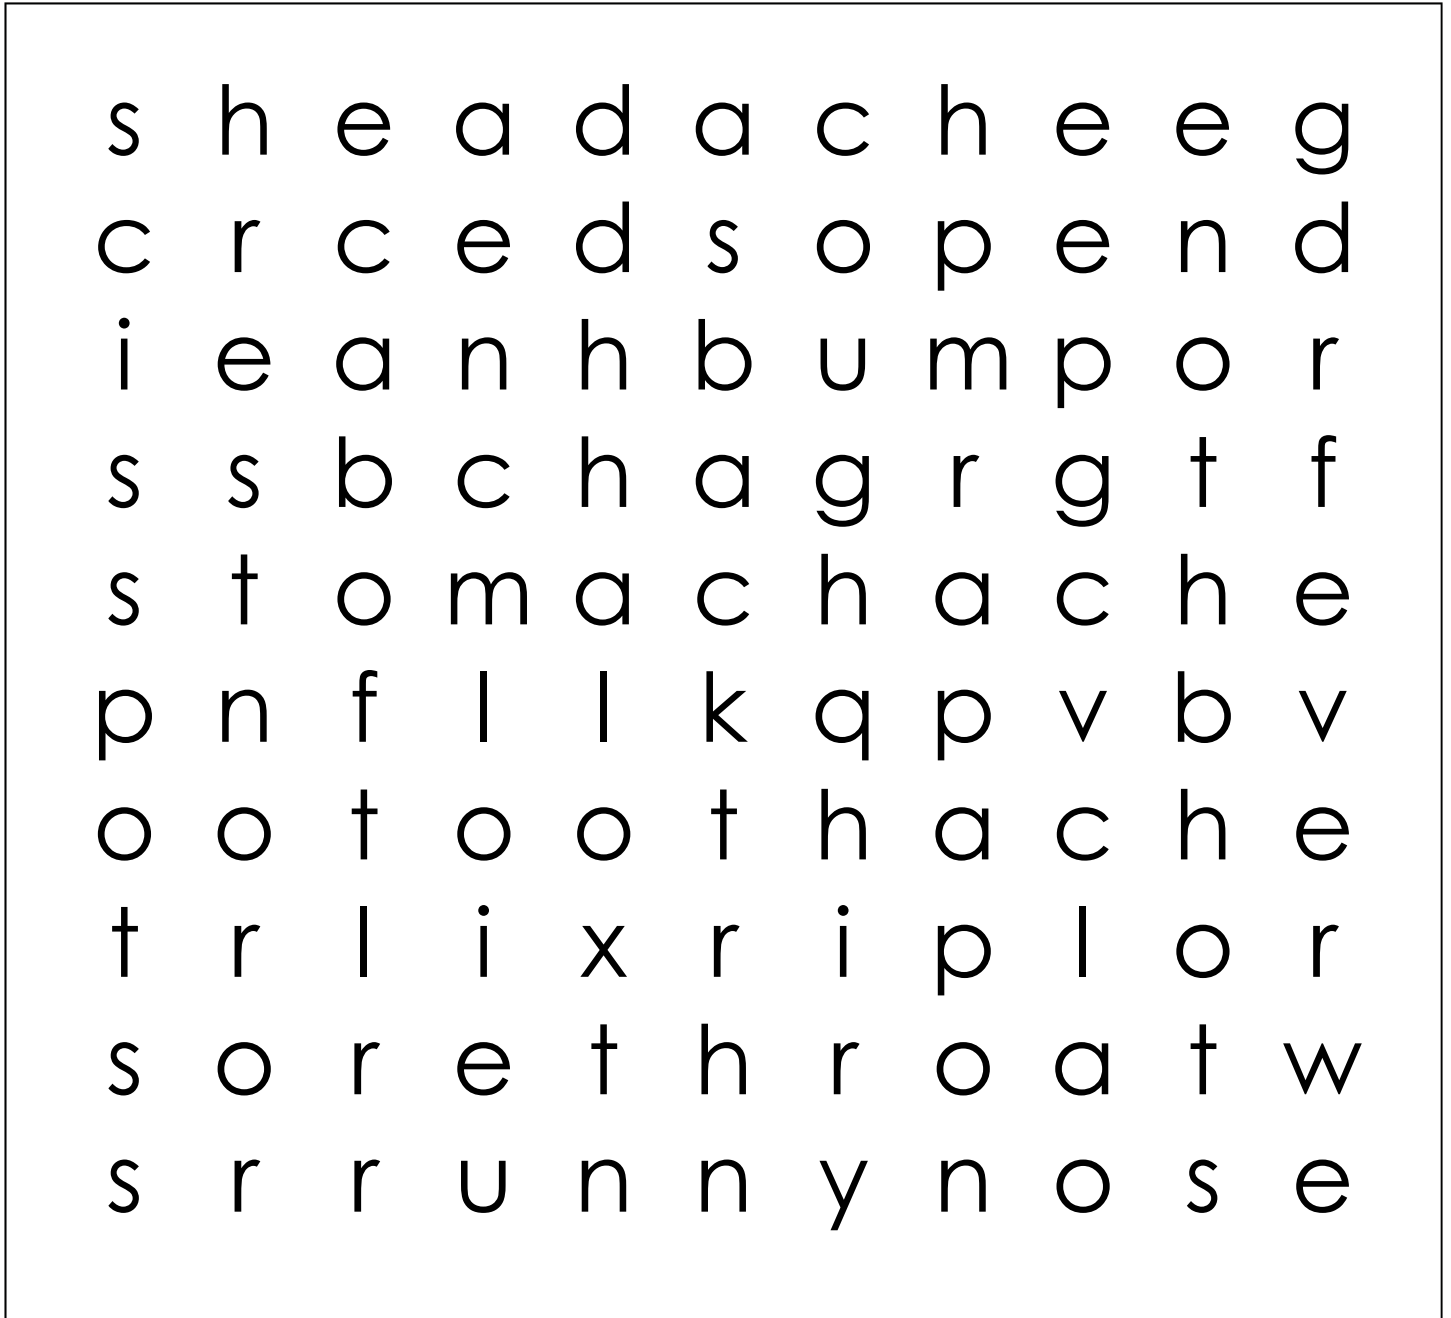 s h e a d a c h e e g
c r c e d s o p e n d
i e a n h b u m p o r
s s b c h a g r g t f
s t o m a c h a c h e
p n f l l k q p v b v
o o t o o t h a c h e
t r l i x r i p l o r
s o r e t h r o a t w
s r r u n n y n o s e